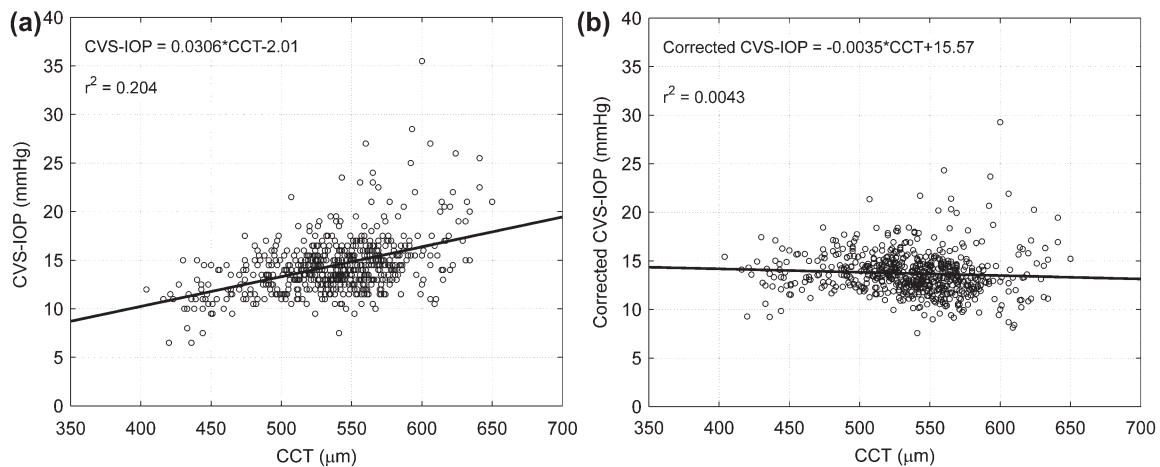 (a)
CVS-IOP = 0.0306*CCT-2.01
r² = 0.204
CVS-IOP (mmHg)
40
35
30
25
20
15
10
5
0
350 400 450 500 550 600 650 700
CCT (μm)
(b)
Corrected CVS-IOP = -0.0035*CCT+15.57
r² = 0.0043
Corrected CVS-IOP (mmHg)
40
35
30
25
20
15
10
5
0
350 400 450 500 550 600 650 700
CCT (μm)